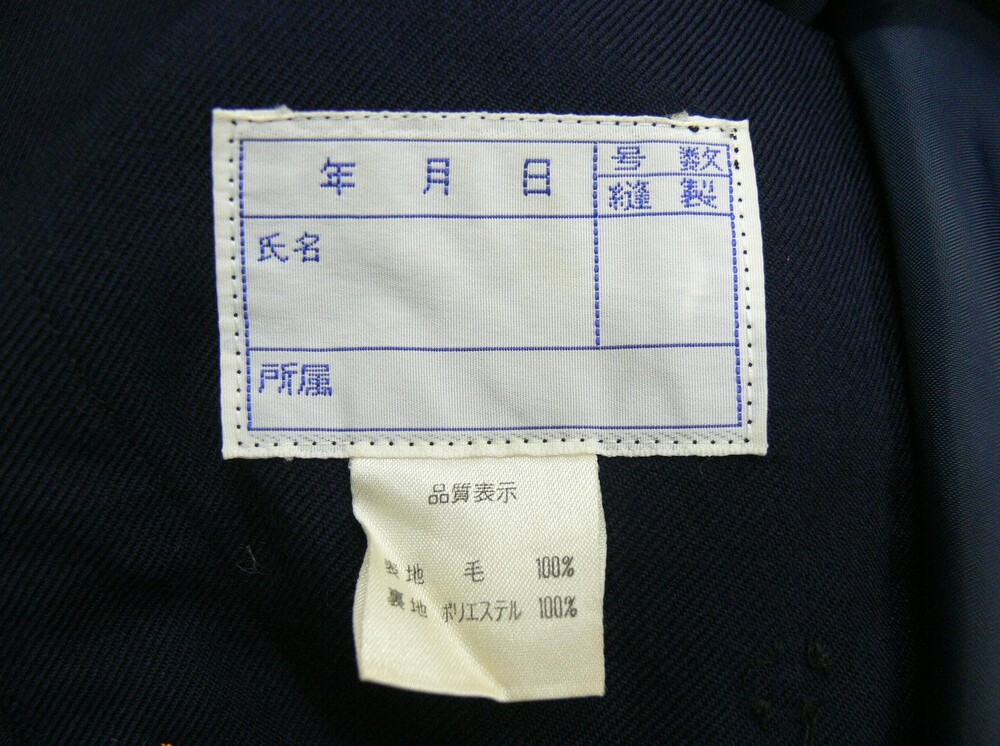 年 月 日
号 数
縫 製
氏名
所属
品質表示
表地 毛 100%
裏地 ポリエステル 100%